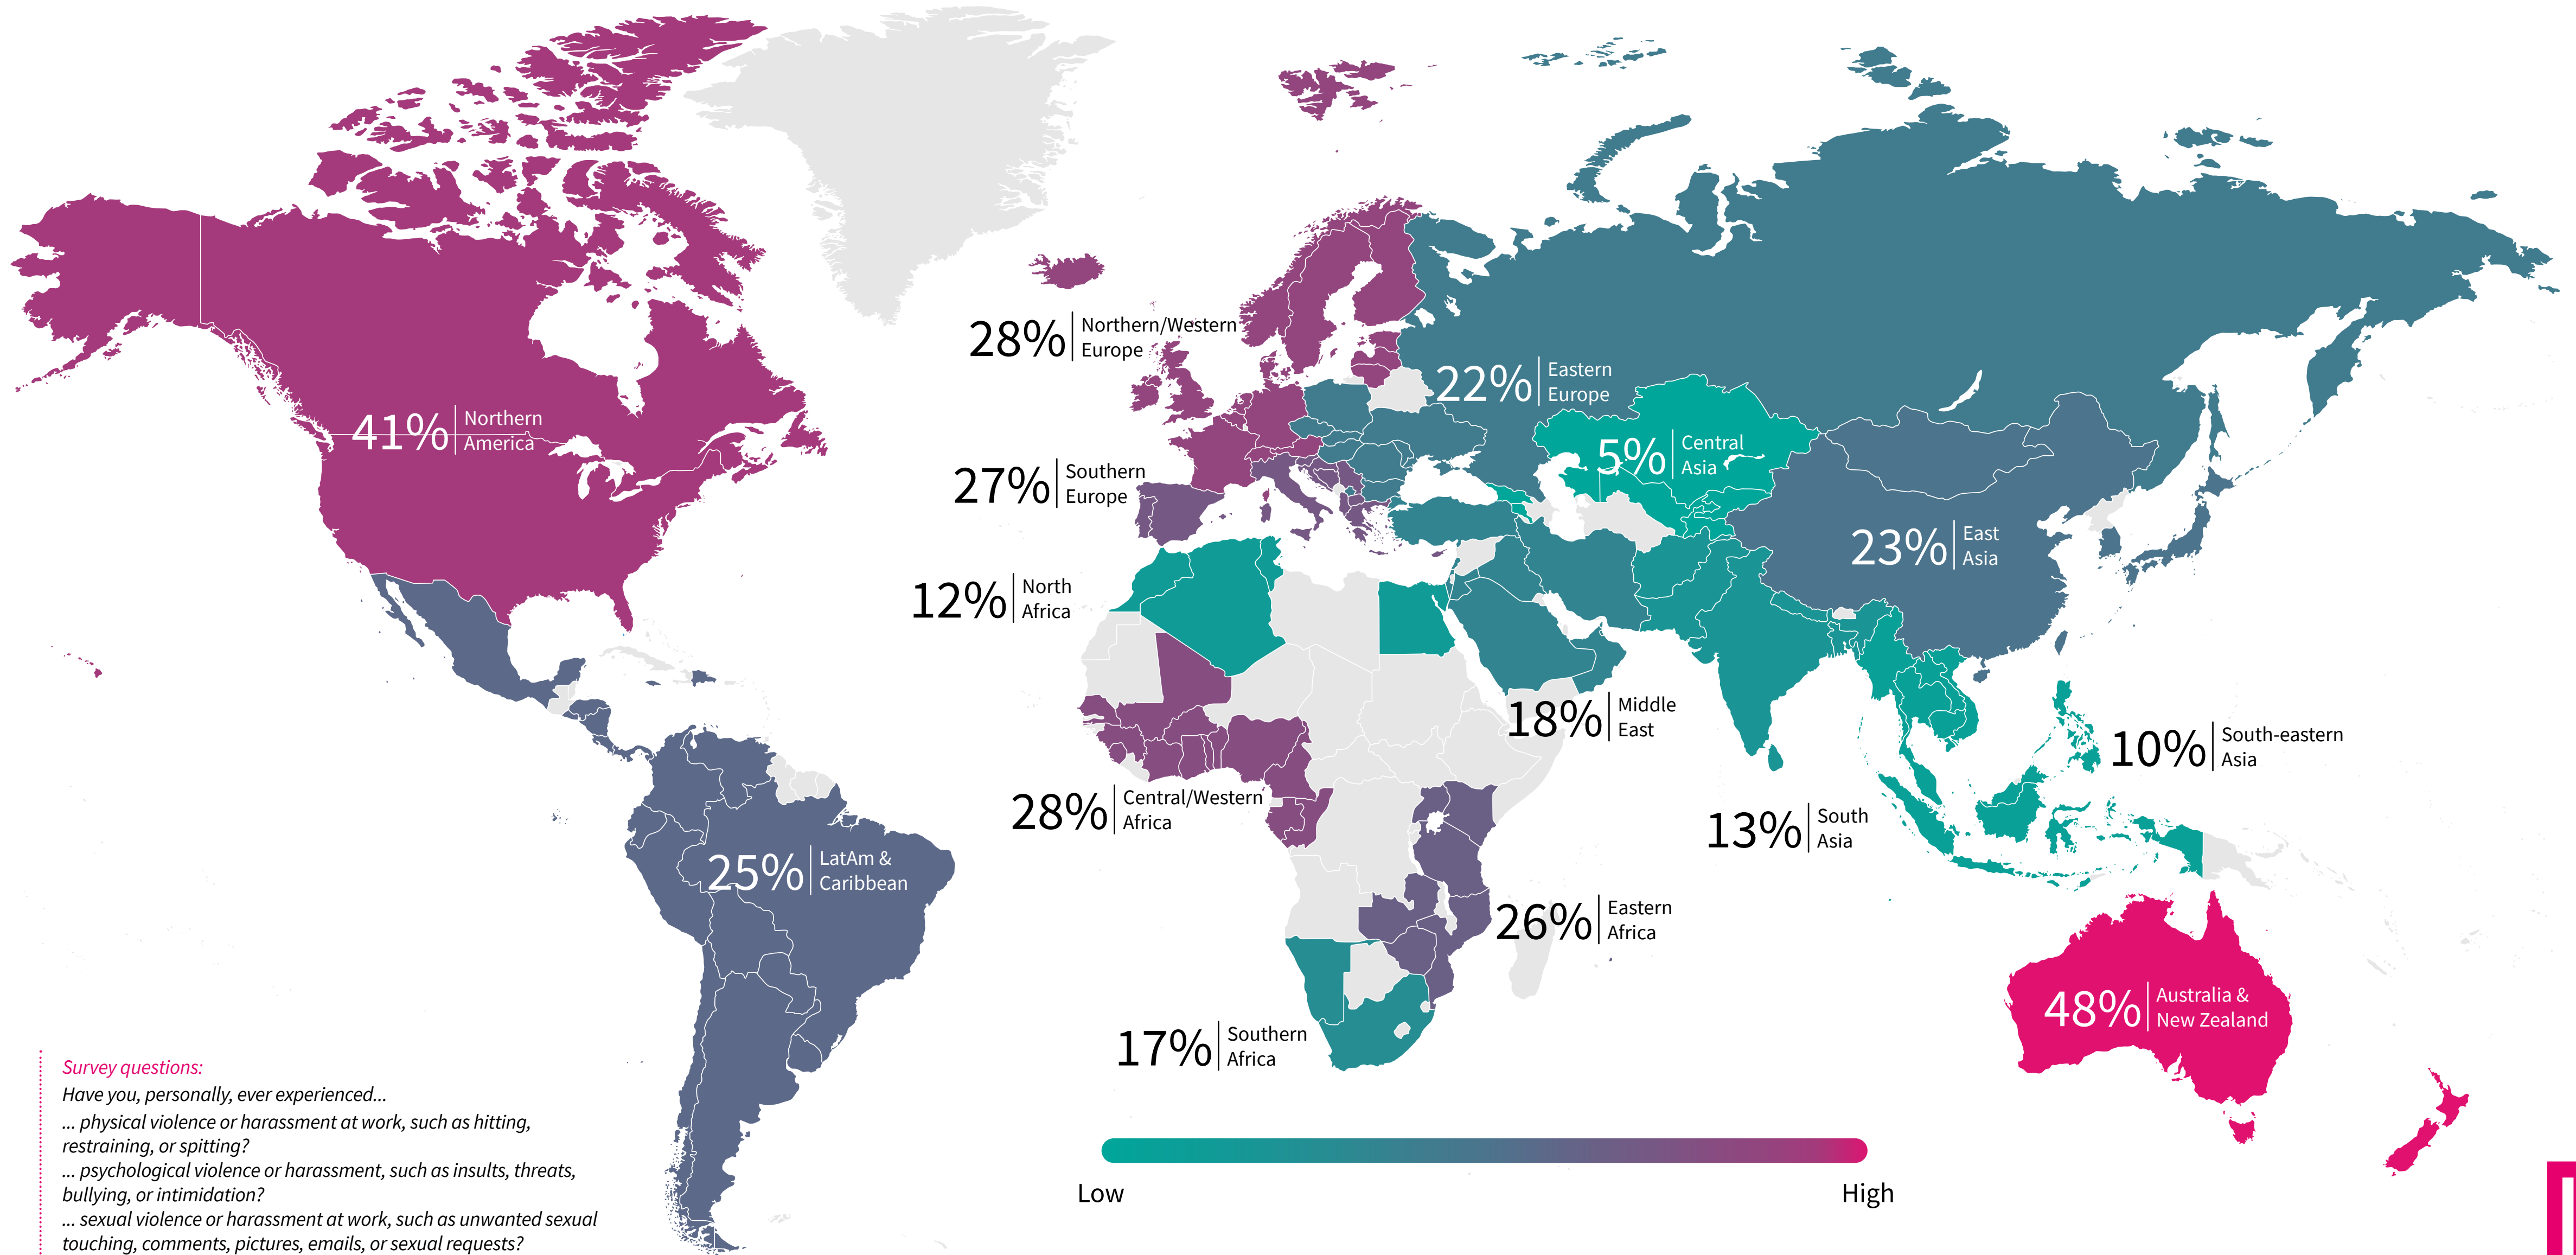 28%
Northern/Western
Europe
22%
Eastern
Europe
41%
Northern
America
5%
Central
Asia
27%
Southern
Europe
23%
East
Asia
12%
North
Africa
18%
Middle
East
10%
South-eastern
Asia
28%
Central/Western
Africa
13%
South
Asia
25%
LatAm &
Caribbean
26%
Eastern
Africa
48%
Australia &
New Zealand
17%
Southern
Africa
Survey questions:
Have you, personally, ever experienced...
... physical violence or harassment at work, such as hitting,
restraining, or spitting?
... psychological violence or harassment, such as insults, threats,
bullying, or intimidation?
... sexual violence or harassment at work, such as unwanted sexual
touching, comments, pictures, emails, or sexual requests?
Low
High